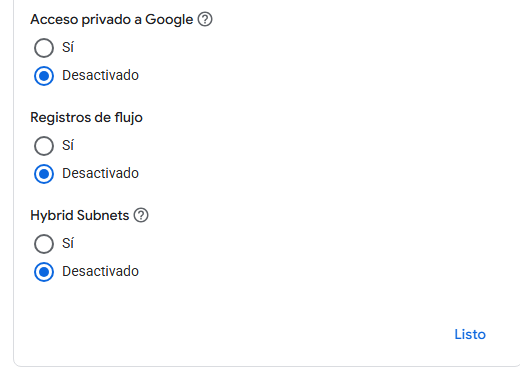 Acceso privado a Google
Sí
Desactivado
Registros de flujo
Sí
Desactivado
Hybrid Subnets
Sí
Desactivado
Listo